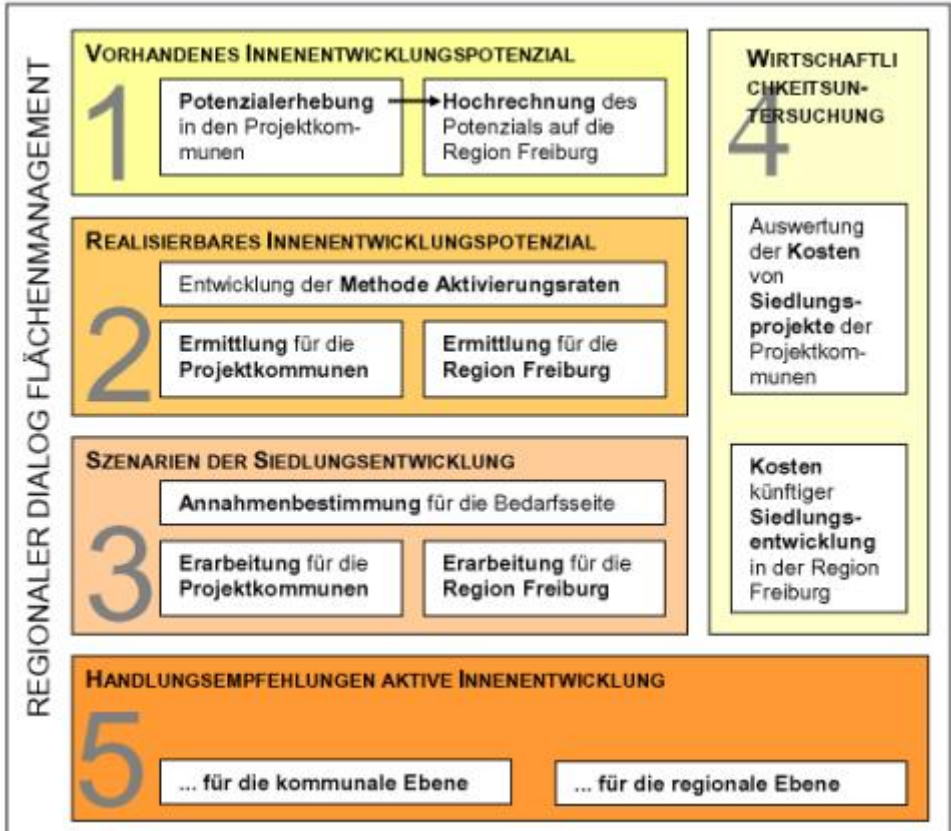 REGIONALER DIALOG FLÄCHENMANAGEMENT
VORHANDENES INNENENTWICKLUNGSPOTENZIAL
1
Potenzialerhebung
in den Projektkom-
munen
Hochrechnung des
Potenzials auf die
Region Freiburg
REALISIERBARES INNENENTWICKLUNGSPOTENZIAL
2
Entwicklung der Methode Aktivierungsraten
Ermittlung für die
Projektkommunen
Ermittlung für die
Region Freiburg
SZENARIEN DER SIEDLUNGSENTWICKLUNG
3
Annahmenbestimmung für die Bedarfsseite
Erarbeitung für die
Projektkommunen
Erarbeitung für die
Region Freiburg
WIRTSCHAFTLI
CHKEITSUN-
TERSUCHUNG
4
Auswertung
der Kosten
von
Siedlungs-
projekte der
Projektkom-
munen
Kosten
künftiger
Siedlungs-
entwicklung
in der Region
Freiburg
HANDLUNGSEMPFEHLUNGEN AKTIVE INNENENTWICKLUNG
5
... für die kommunale Ebene
... für die regionale Ebene